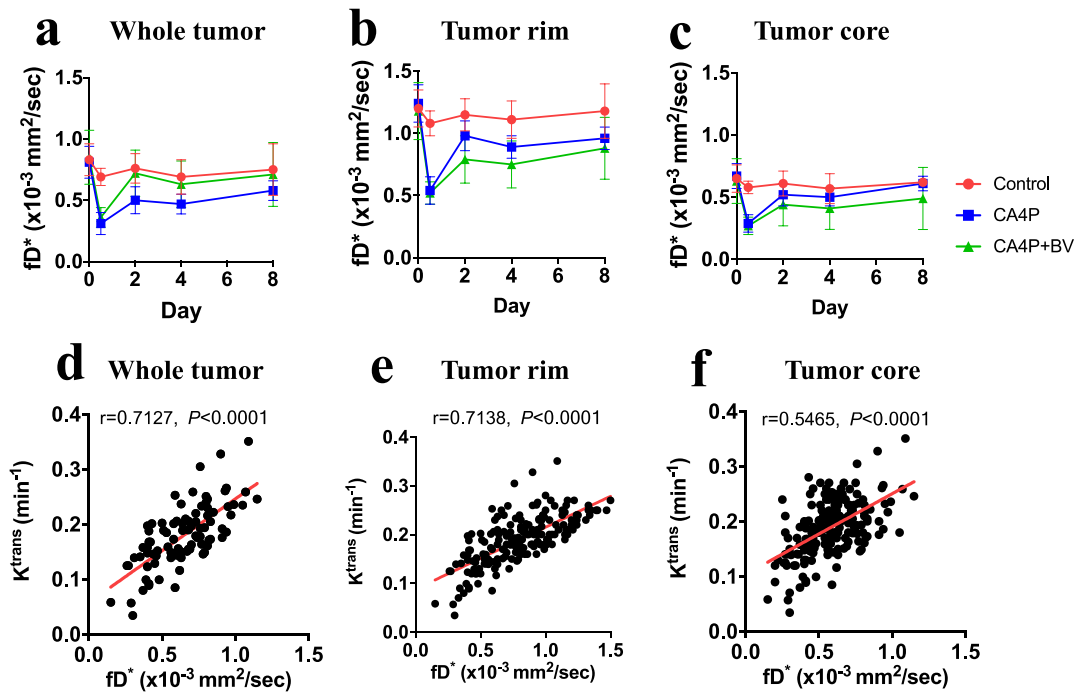 a Whole tumor
b Tumor rim
c Tumor core
fD* (x10-3 mm2/sec)
1.5
1.0
0.5
0.0
0 2 4 6 8
Day
fD* (x10-3 mm2/sec)
1.5
1.0
0.5
0.0
0 2 4 6 8
Day
fD* (x10-3 mm2/sec)
1.5
1.0
0.5
0.0
0 2 4 6 8
Day
Control
CA4P
CA4P+BV
d Whole tumor
r=0.7127, P<0.0001
Ktrans (min-1)
0.4
0.3
0.2
0.1
0.0
0.0 0.5 1.0 1.5
fD* (x10-3 mm2/sec)
e Tumor rim
r=0.7138, P<0.0001
Ktrans (min-1)
0.4
0.3
0.2
0.1
0.0
0.0 0.5 1.0 1.5
fD* (x10-3 mm2/sec)
f Tumor core
r=0.5465, P<0.0001
Ktrans (min-1)
0.4
0.3
0.2
0.1
0.0
0.0 0.5 1.0 1.5
fD* (x10-3 mm2/sec)